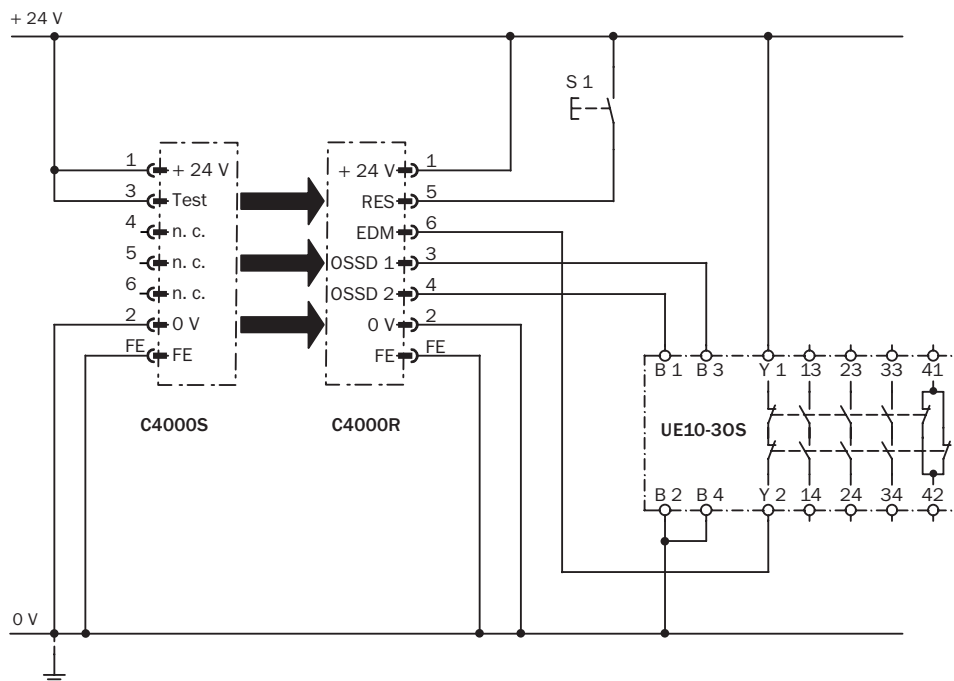 + 24 V
S 1
1 + 24 V
3 Test
4 n. c.
5 n. c.
6 n. c.
2 0 V
FE FE
C4000S
+ 24 V 1
RES 5
EDM 6
OSSD 1 3
OSSD 2 4
0 V 2
FE FE
C4000R
B 1 B 3 Y 1 13 23 33 41
UE10-3OS
B 2 B 4 Y 2 14 24 34 42
0 V